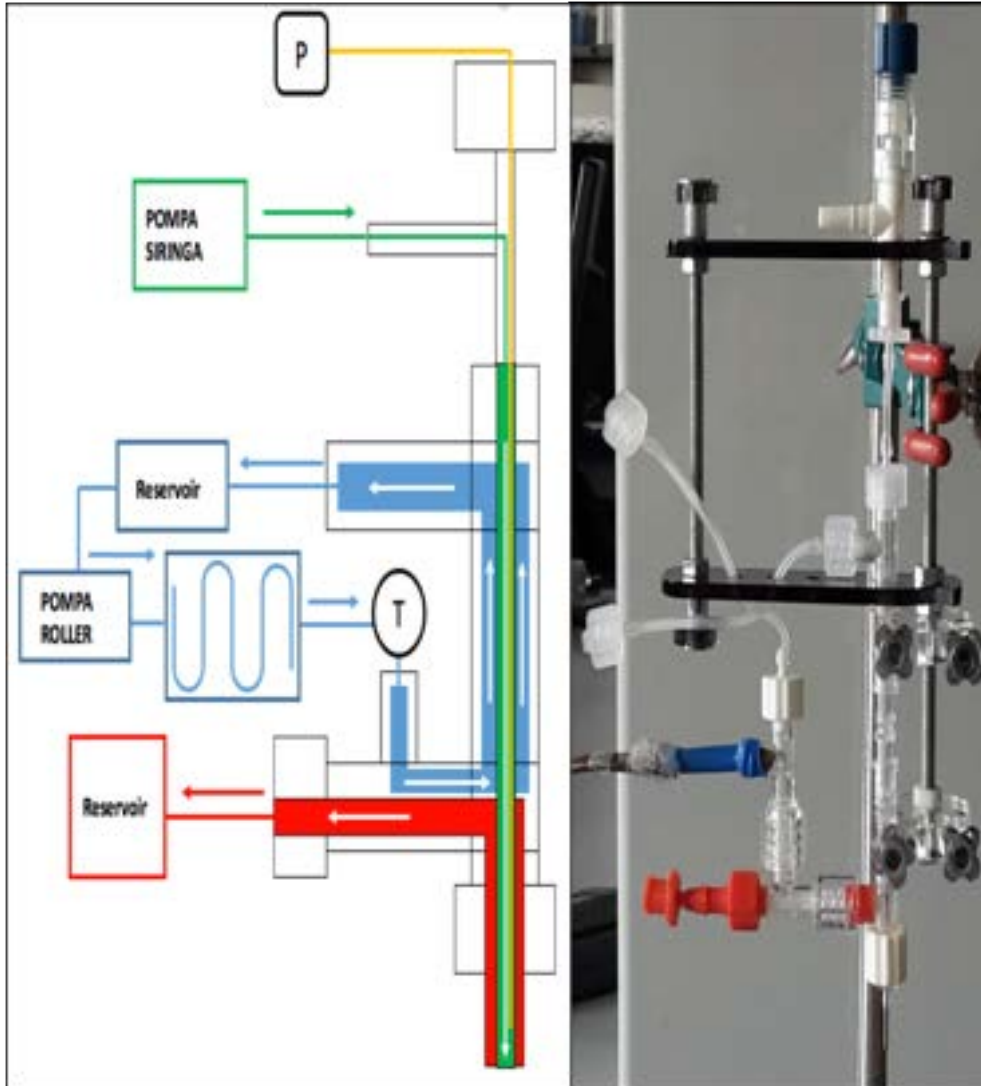 P
POMPA
SIRINGA
Reservoir
POMPA
ROLLER
T
Reservoir